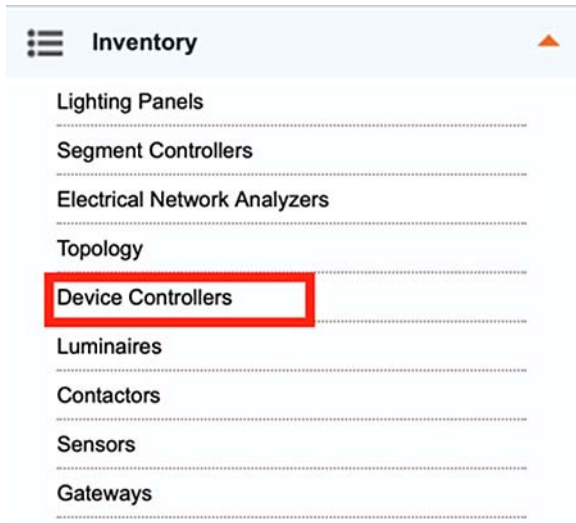 Inventory
Lighting Panels
Segment Controllers
Electrical Network Analyzers
Topology
Device Controllers
Luminaires
Contactors
Sensors
Gateways